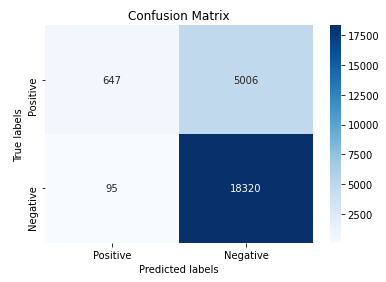 Confusion Matrix
True labels
Positive
Negative
647
5006
95
18320
Positive
Negative
Predicted labels
17500
15000
12500
10000
7500
5000
2500